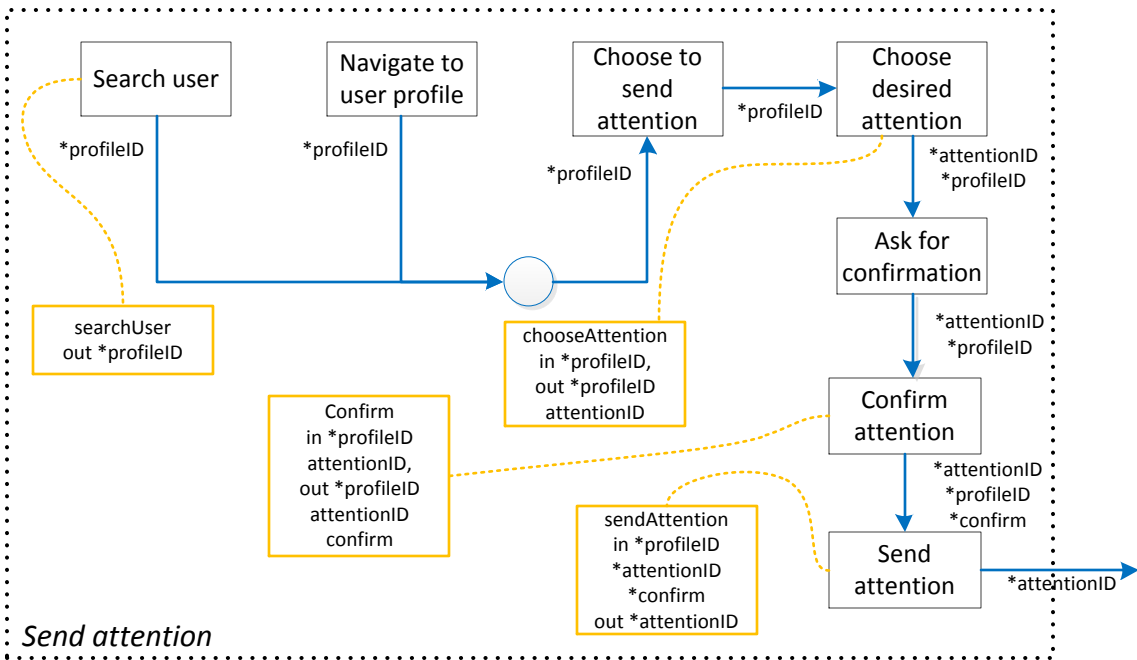 Search user
Navigate to
user profile
Choose to
send
attention
Choose
desired
attention
*profileID
*profileID
*profileID
*profileID
*attentionID
*profileID
Ask for
confirmation
*attentionID
*profileID
searchUser
out *profileID
chooseAttention
in *profileID,
out *profileID
attentionID
Confirm
in *profileID
attentionID,
out *profileID
attentionID
confirm
Confirm
attention
*attentionID
*profileID
*confirm
sendAttention
in *profileID
*attentionID
*confirm
out *attentionID
Send
attention
*attentionID
Send attention